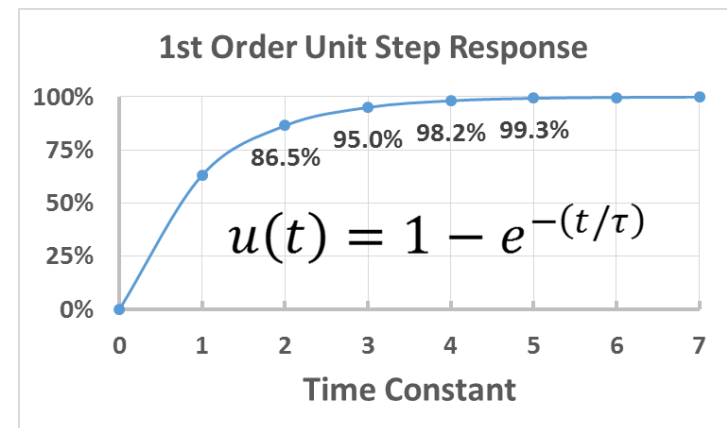 1st Order Unit Step Response
100%
75%
50%
25%
0%
86.5%
95.0%
98.2%
99.3%
u(t) = 1 − e^{−(t/τ)}
0 1 2 3 4 5 6 7
Time Constant